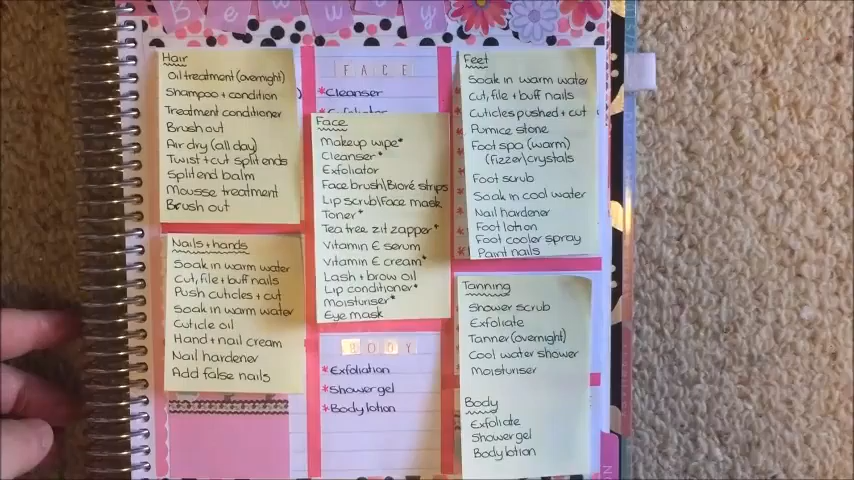 Bewwoy
Hair
Oil treatment (overnight)
Shampoo + condition
Treatment conditioner
Brush out
Air dry (all day)
Twist + cut split ends
Split end balm
Mousse treatment
Brush out
Nails + hands
Soak in warm water
Cut, file + buff nails
Push cuticles + cut
Soak in warm water
Cuticle oil
Hand + nail cream
Nail hardener
Add false nails
FACE
*Cleanser
Face
Makeup wipe*
Cleanser*
Exfoliator
Face brush/Bioré strips
Lip scrub/Face mask
Toner*
Tea tree zit zapper*
Vitamin E serum
Vitamin E cream*
Lash + brow oil
Lip conditioner*
Moisturiser*
Eye mask
BODY
*Exfoliation
*Shower gel
*Body lotion
Feet
Soak in warm water
Cut, file + buff nails
Cuticles pushed + cut
Pumice stone
Foot spa (warm)
(fizzer/crystals
Foot scrub
Soak in cool water
Nail hardener
Foot lotion
Foot cooler spray
Paint nails
Tanning
Shower scrub
Exfoliate
Tanner (overnight)
Cool water shower
Moisturiser
Body
Exfoliate
Shower gel
Body lotion